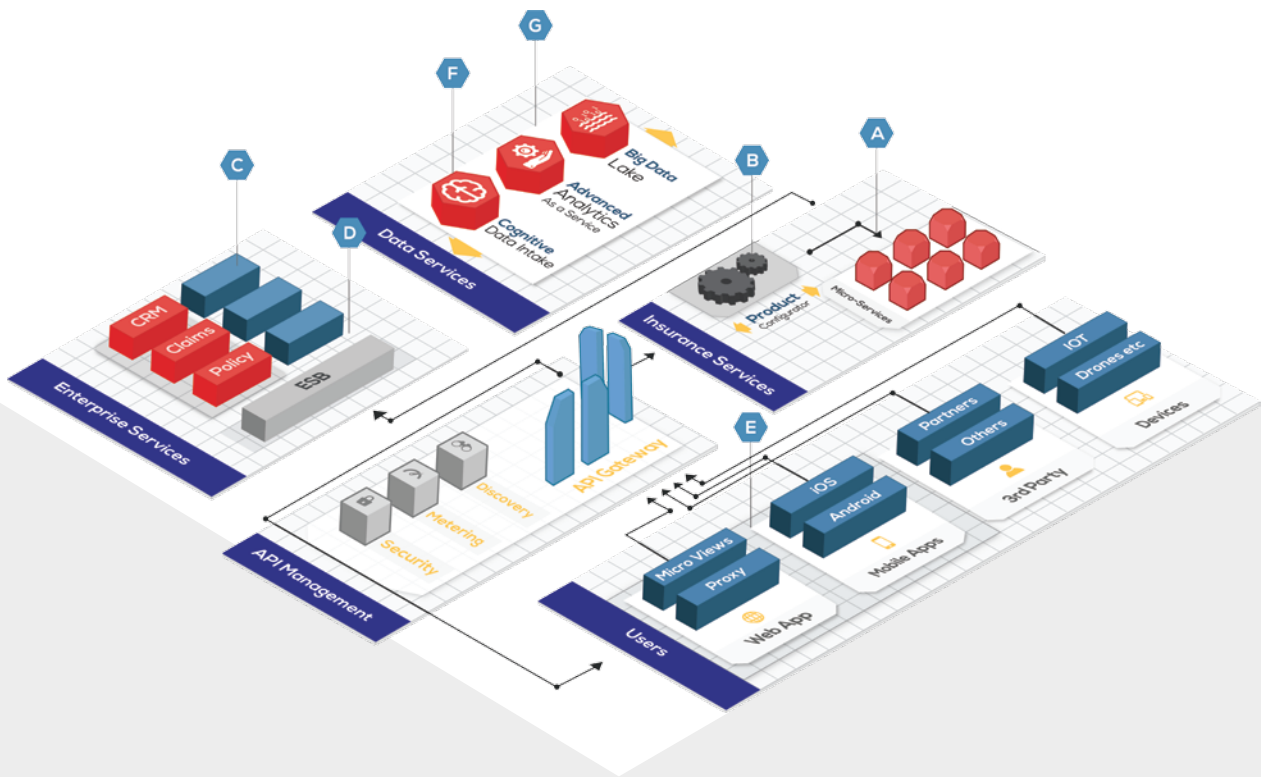 G
F
A
B
C
D
E
Big Data
Lake
Advanced
Analytics
As a Service
Cognitive
Data Intake
Data Services
CRM
Claims
Policy
ESB
Enterprise Services
Product
Configurator
Micro-Services
Insurance Services
API Gateway
Discovery
Metering
Security
API Management
IOT
Drones etc
Devices
Partners
Others
3rd Party
iOS
Android
Mobile Apps
Micro Views
Proxy
Web App
Users